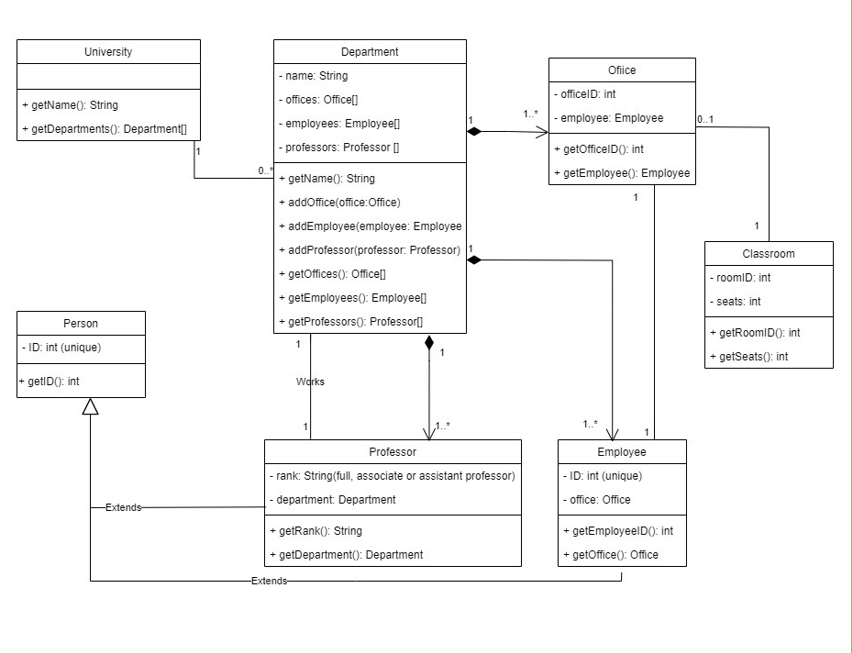 University
+ getName(): String
+ getDepartments(): Department[]
1
0..*
Department
- name: String
- offices: Office[]
- employees: Employee[]
- professors: Professor []
+ getName(): String
+ addOffice(office:Office)
+ addEmployee(employee: Employee
+ addProfessor(professor: Professor)
+ getOffices(): Office[]
+ getEmployees(): Employee[]
+ getProfessors(): Professor[]
1
1..*
Ofiice
- officeID: int
- employee: Employee
+ getOfficeID(): int
+ getEmployee(): Employee
0..1
1
1
1
Classroom
- roomID: int
- seats: int
+ getRoomID(): int
+ getSeats(): int
Person
- ID: int (unique)
+ getID(): int
1
Works
1
1
1..*
1..*
1
Professor
- rank: String(full, associate or assistant professor)
- department: Department
+ getRank(): String
+ getDepartment(): Department
Employee
- ID: int (unique)
- office: Office
+ getEmployeeID(): int
+ getOffice(): Office
Extends
Extends